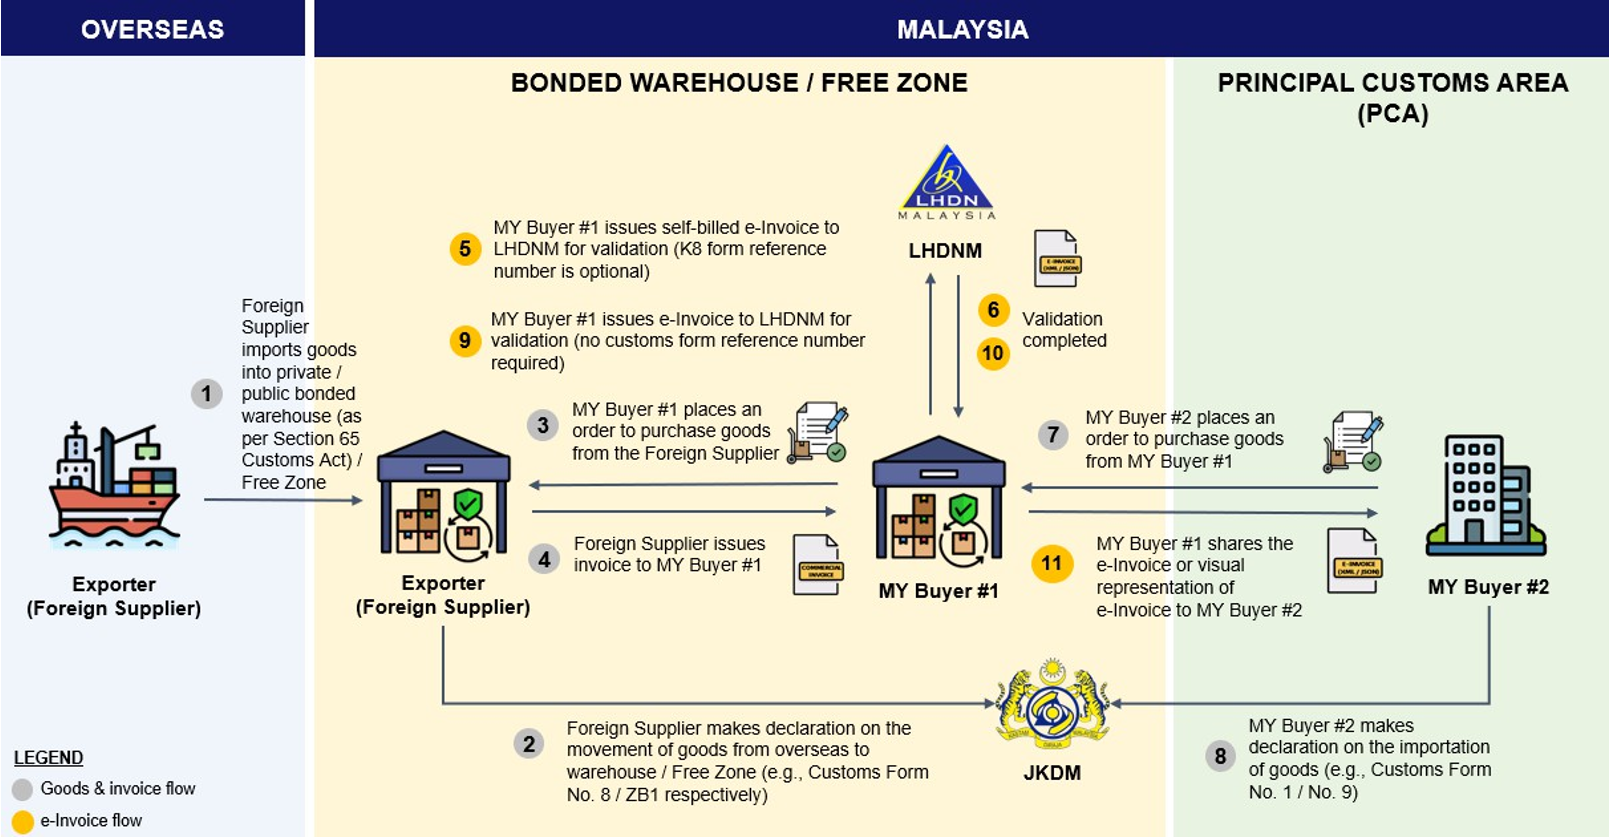 OVERSEAS
MALAYSIA
BONDED WAREHOUSE / FREE ZONE
PRINCIPAL CUSTOMS AREA
(PCA)
LHDN
MALAYSIA
LHDNM
5
MY Buyer #1 issues self-billed e-Invoice to
LHDNM for validation (K8 form reference
number is optional)
E-INVOICE
(XML / JSON)
9
MY Buyer #1 issues e-Invoice to LHDNM for
validation (no customs form reference number
required)
6
10
Validation
completed
1
Foreign
Supplier
imports goods
into private /
public bonded
warehouse (as
per Section 65
Customs Act) /
Free Zone
3
MY Buyer #1 places an
order to purchase goods
from the Foreign Supplier
7
MY Buyer #2 places an
order to purchase goods
from MY Buyer #1
4
Foreign Supplier issues
invoice to MY Buyer #1
COMMERCIAL
INVOICE
11
MY Buyer #1 shares the
e-Invoice or visual
representation of
e-Invoice to MY Buyer #2
E-INVOICE
(XML / JSON)
Exporter
(Foreign Supplier)
Exporter
(Foreign Supplier)
MY Buyer #1
MY Buyer #2
2
Foreign Supplier makes declaration on the
movement of goods from overseas to
warehouse / Free Zone (e.g., Customs Form
No. 8 / ZB1 respectively)
JKDM
8
MY Buyer #2 makes
declaration on the importation
of goods (e.g., Customs Form
No. 1 / No. 9)
LEGEND
Goods & invoice flow
e-Invoice flow